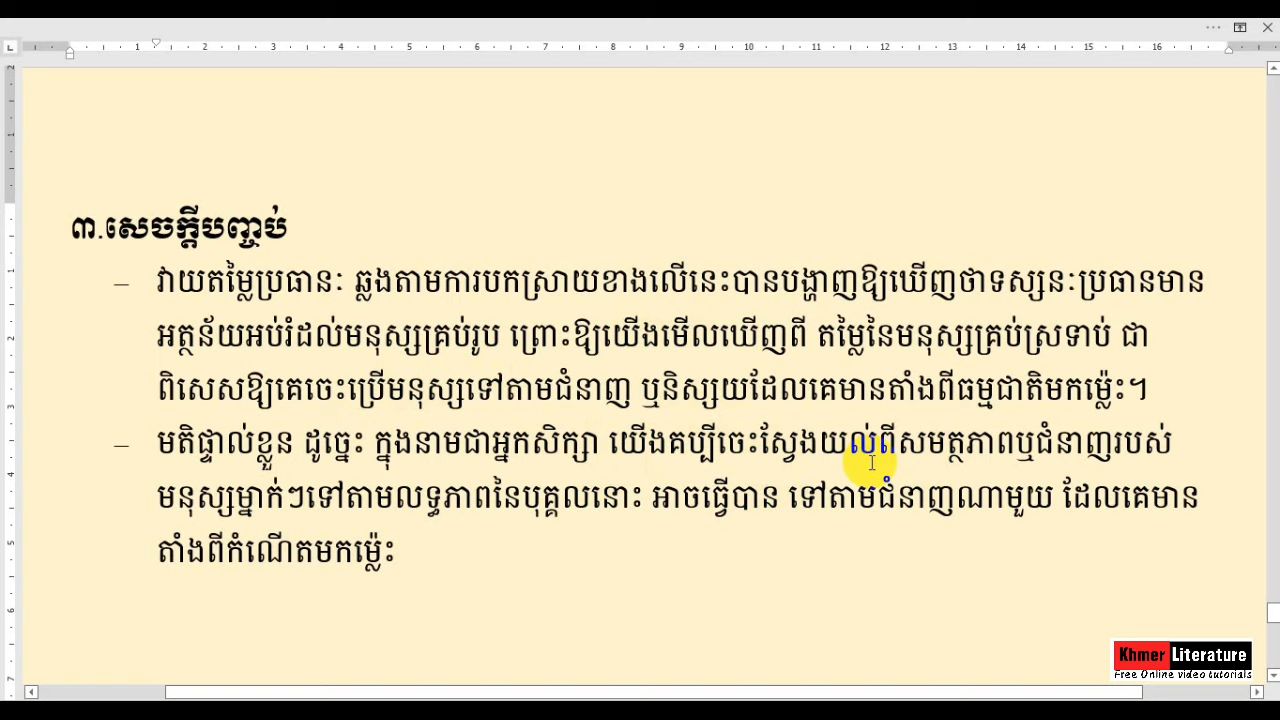 ៣.សេចក្ដីបញ្ចប់
– វាយតម្លៃប្រធានៈ ឆ្លងតាមការបកស្រាយខាងលើនេះបានបង្ហាញឱ្យឃើញថាទស្សនៈប្រធានមាន
អត្ថន័យអប់រំដល់មនុស្សគ្រប់រូប ព្រោះឱ្យយើងមើលឃើញពី តម្លៃនៃមនុស្សគ្រប់ស្រទាប់ ជា
ពិសេសឱ្យគេចេះប្រើមនុស្សទៅតាមជំនាញ ឬនិស្សយដែលគេមានតាំងពីធម្មជាតិមកម៉្លេះ។
– មតិផ្ទាល់ខ្លួន ដូច្នេះ ក្នុងនាមជាអ្នកសិក្សា យើងគប្បីចេះស្វែងយល់ពីសមត្ថភាពឬជំនាញរបស់
មនុស្សម្នាក់ៗទៅតាមលទ្ធភាពនៃបុគ្គលនោះ អាចធ្វើបាន ទៅតាមជំនាញណាមួយ ដែលគេមាន
តាំងពីកំណើតមកម៉្លេះ
Khmer Literature
Free Online video tutorials